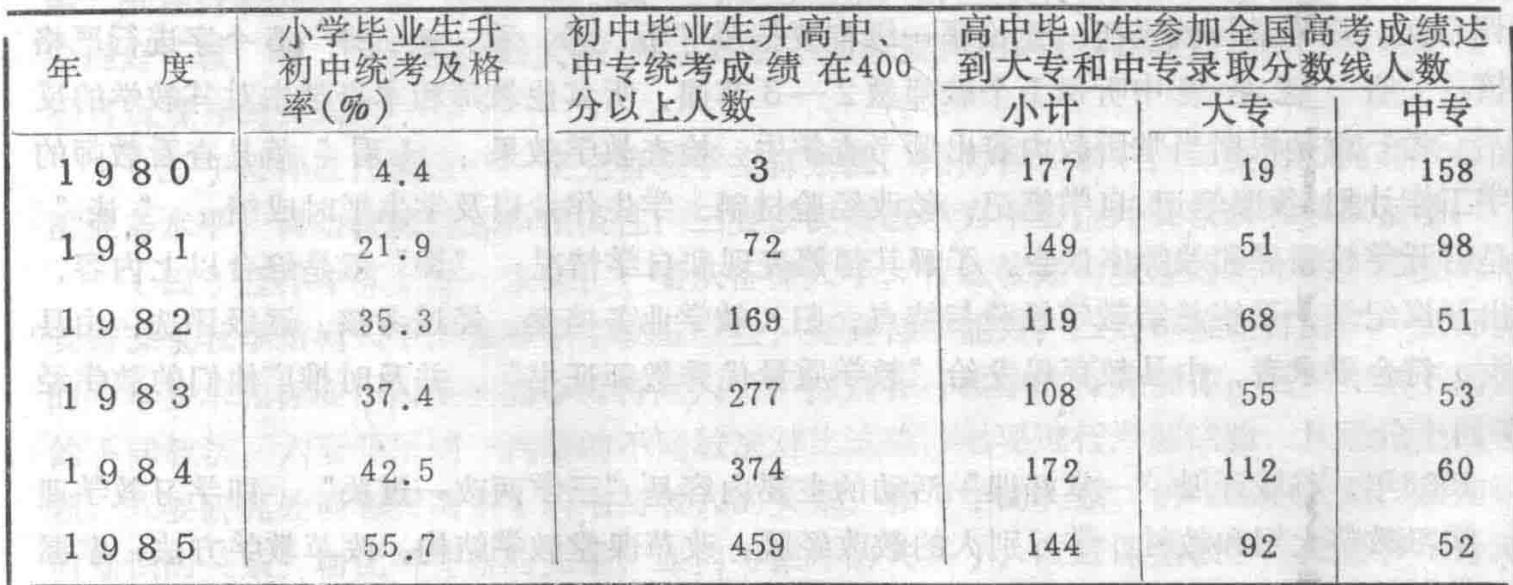 年 度 小学毕业生升初中统考及格率(%) 初中毕业生升高中、中专统考成绩在400分以上人数 高中毕业生参加全国高考成绩达到大专和中专录取分数线人数
小计 大专 中专
1980 4.4 3 177 19 158
1981 21.9 72 149 51 98
1982 35.3 169 119 68 51
1983 37.4 277 108 55 53
1984 42.5 374 172 112 60
1985 55.7 459 144 92 52